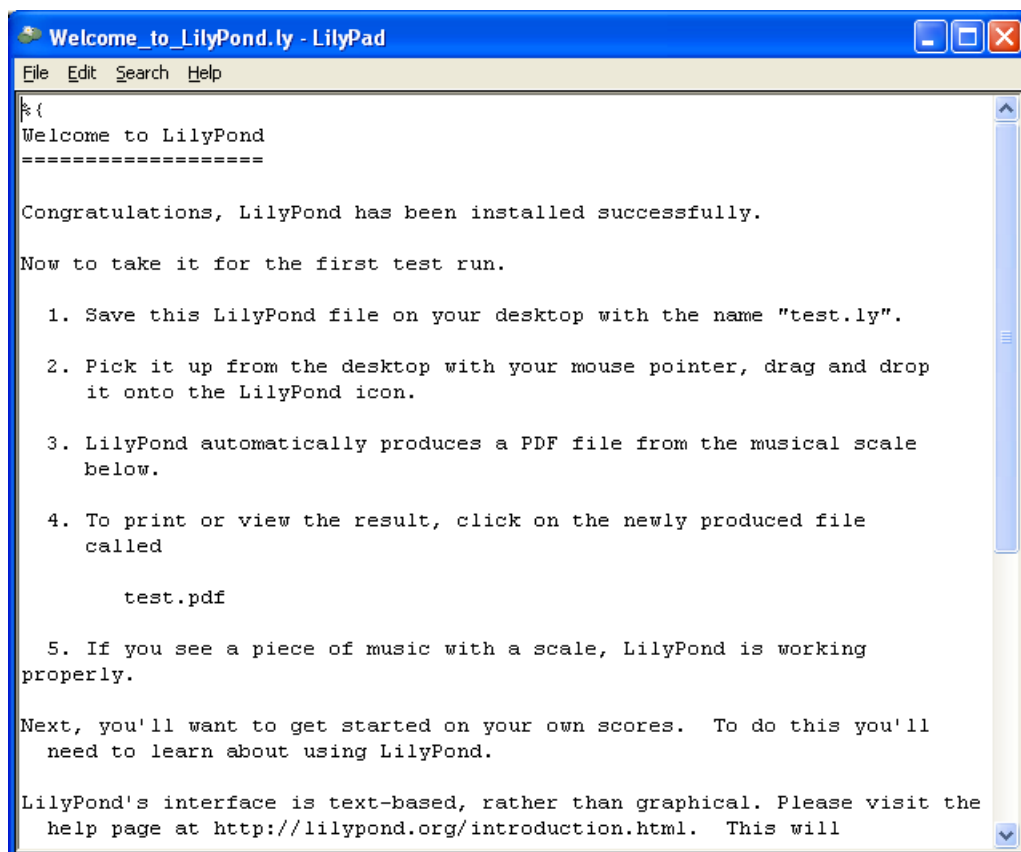 Welcome_to_LilyPond.ly - LilyPad
File Edit Search Help
%{
Welcome to LilyPond
===================
Congratulations, LilyPond has been installed successfully.
Now to take it for the first test run.
1. Save this LilyPond file on your desktop with the name "test.ly".
2. Pick it up from the desktop with your mouse pointer, drag and drop
it onto the LilyPond icon.
3. LilyPond automatically produces a PDF file from the musical scale
below.
4. To print or view the result, click on the newly produced file
called
test.pdf
5. If you see a piece of music with a scale, LilyPond is working
properly.
Next, you'll want to get started on your own scores.  To do this you'll
need to learn about using LilyPond.
LilyPond's interface is text-based, rather than graphical. Please visit the
help page at http://lilypond.org/introduction.html.  This will